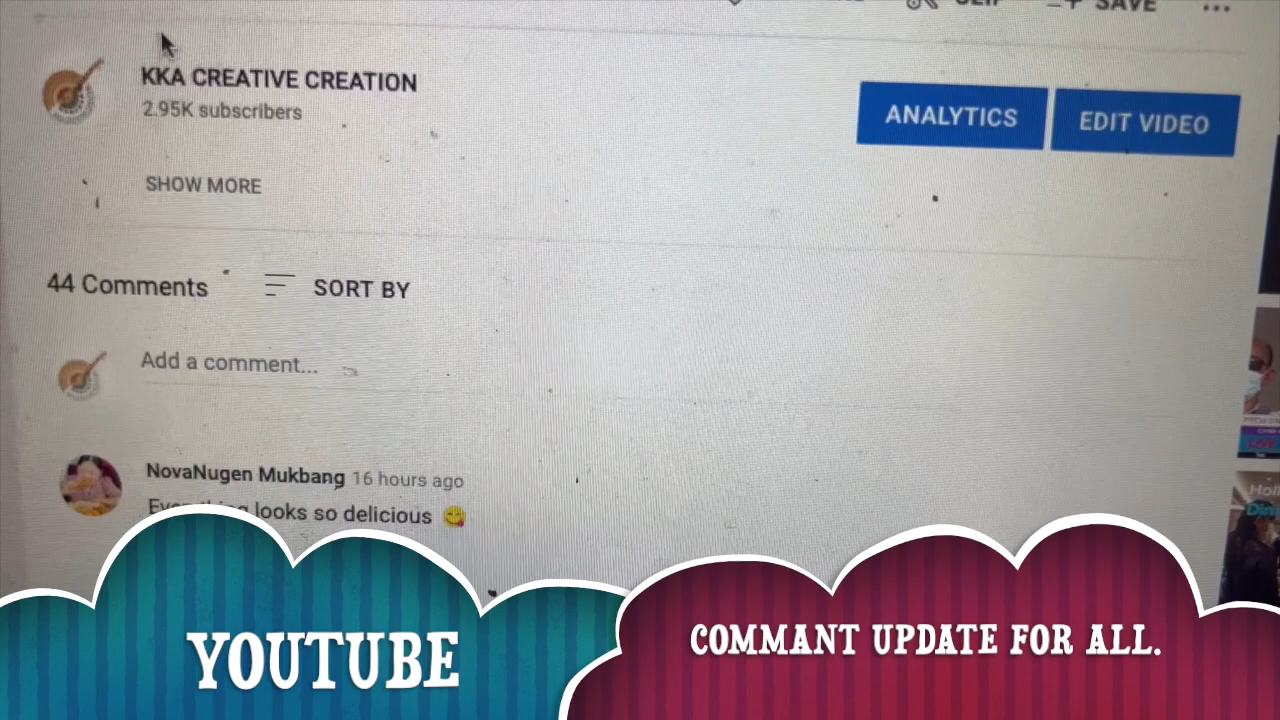 SAVE
KKA CREATIVE CREATION
2.95K subscribers
ANALYTICS
EDIT VIDEO
SHOW MORE
44 Comments
SORT BY
Add a comment...
NovaNugen Mukbang 16 hours ago
looks so delicious 😋
YOUTUBE
COMMANT UPDATE FOR ALL.